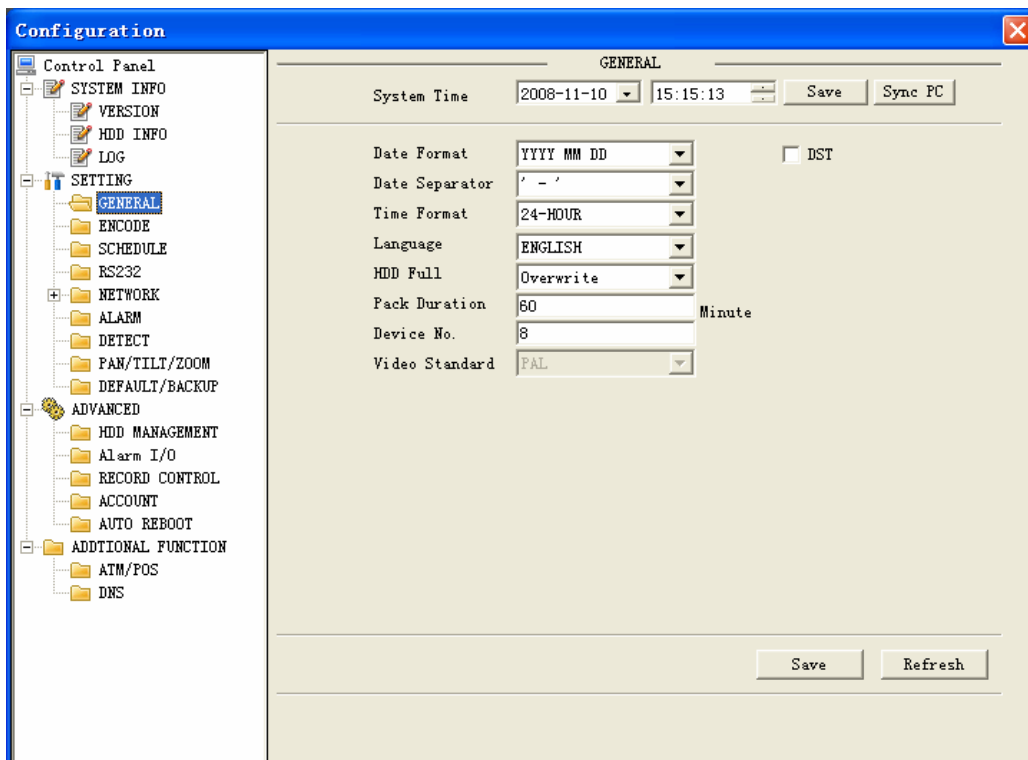 Configuration
Control Panel
SYSTEM INFO
VERSION
HDD INFO
LOG
SETTING
GENERAL
ENCODE
SCHEDULE
RS232
NETWORK
ALARM
DETECT
PAN/TILT/ZOOM
DEFAULT/BACKUP
ADVANCED
HDD MANAGEMENT
Alarm I/O
RECORD CONTROL
ACCOUNT
AUTO REBOOT
ADDTIONAL FUNCTION
ATM/POS
DNS
GENERAL
System Time 2008-11-10 15:15:13 Save Sync PC
Date Format YYYY MM DD DST
Date Separator ' - '
Time Format 24-HOUR
Language ENGLISH
HDD Full Overwrite
Pack Duration 60 Minute
Device No. 8
Video Standard PAL
Save Refresh